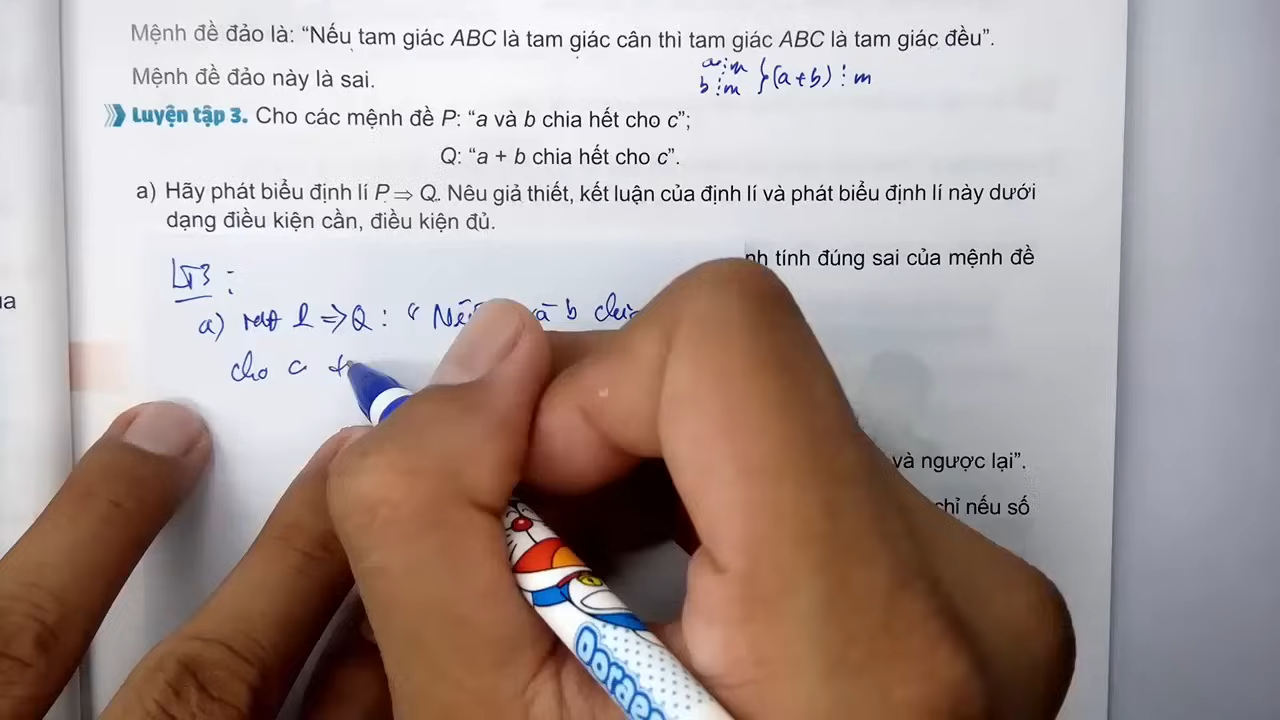 Mệnh đề đảo là: “Nếu tam giác ABC là tam giác cân thì tam giác ABC là tam giác đều”.
Mệnh đề đảo này là sai.
a⋮m
b⋮m } (a+b) ⋮ m
Luyện tập 3. Cho các mệnh đề P: “a và b chia hết cho c”;
Q: “a + b chia hết cho c”.
a) Hãy phát biểu định lí P ⇒ Q. Nêu giả thiết, kết luận của định lí và phát biểu định lí này dưới
dạng điều kiện cần, điều kiện đủ.
tính đúng sai của mệnh đề
LT3 :
a) P ⇒ Q : “ b
cho c
và ngược lại”.
nếu số
Dorae